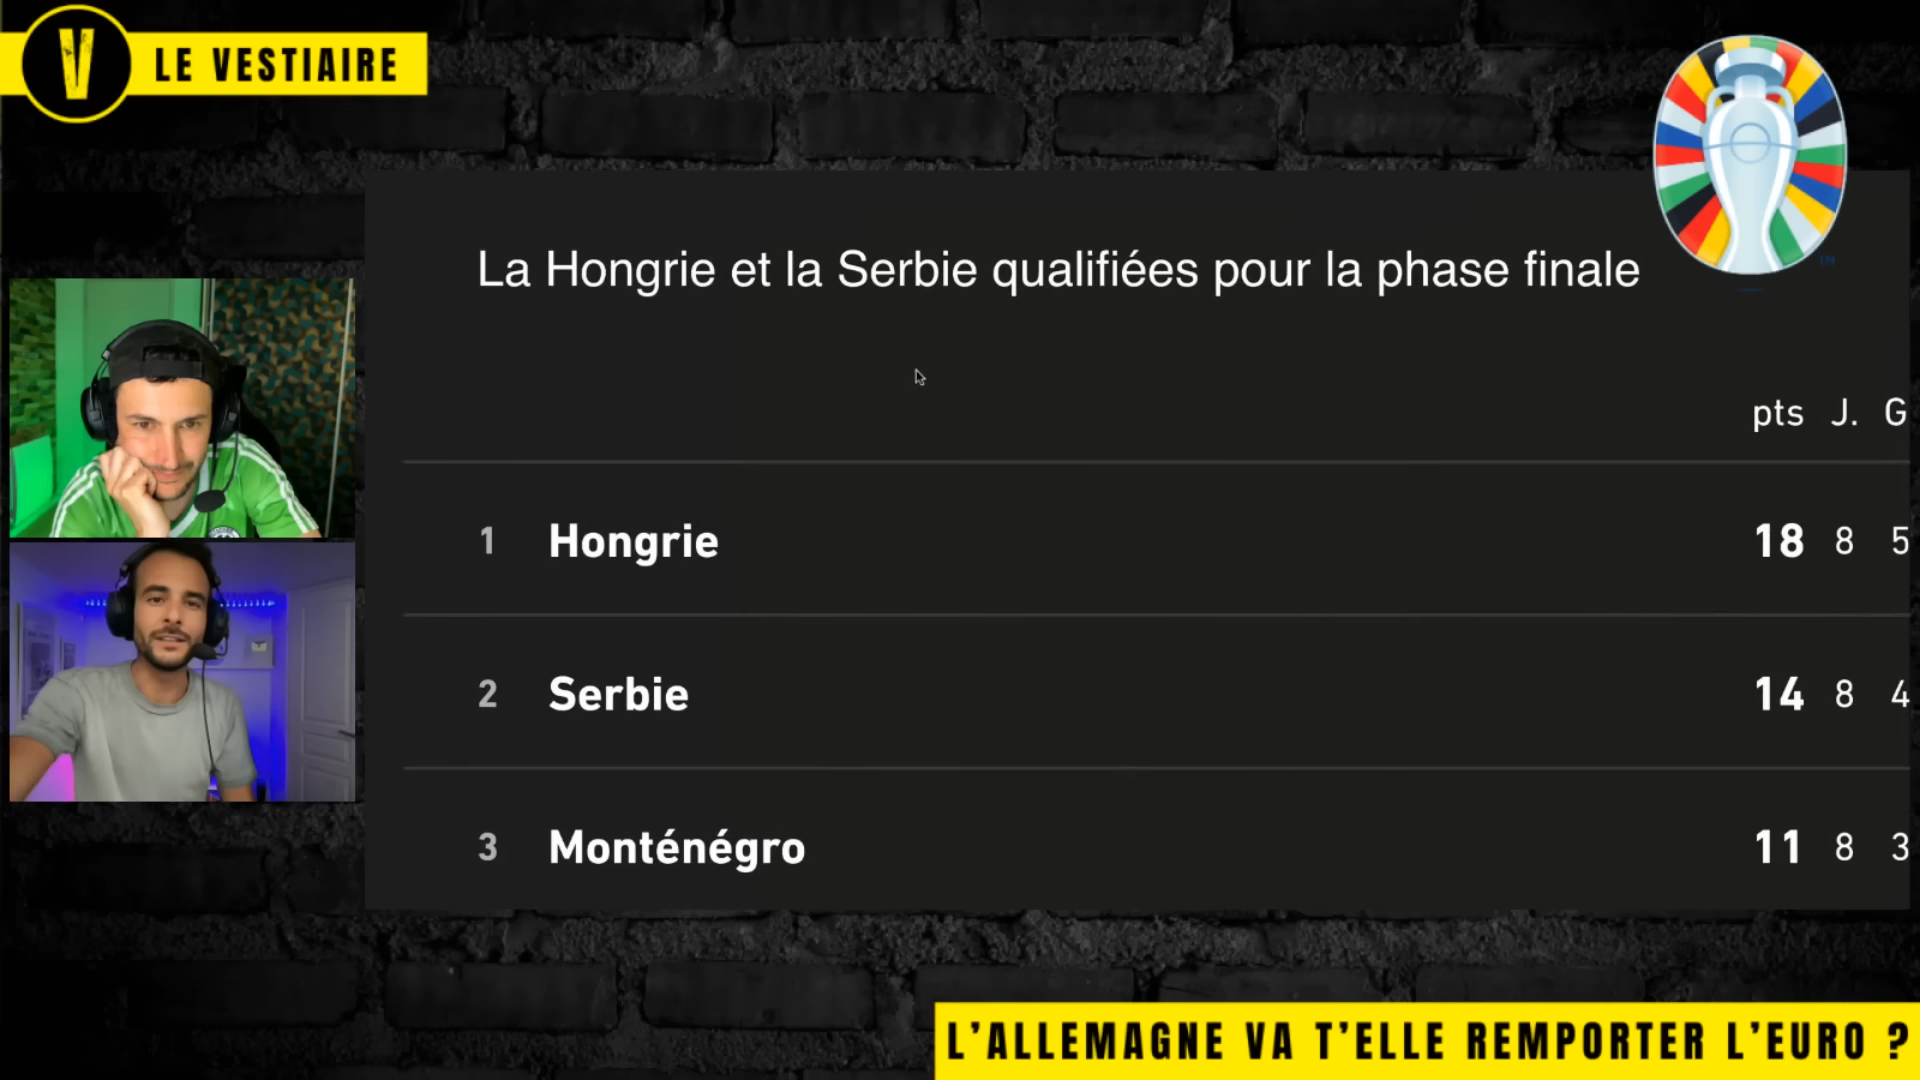 V LE VESTIAIRE
La Hongrie et la Serbie qualifiées pour la phase finale
pts J. G
1 Hongrie 18 8 5
2 Serbie 14 8 4
3 Monténégro 11 8 3
L’ALLEMAGNE VA T’ELLE REMPORTER L’EURO ?